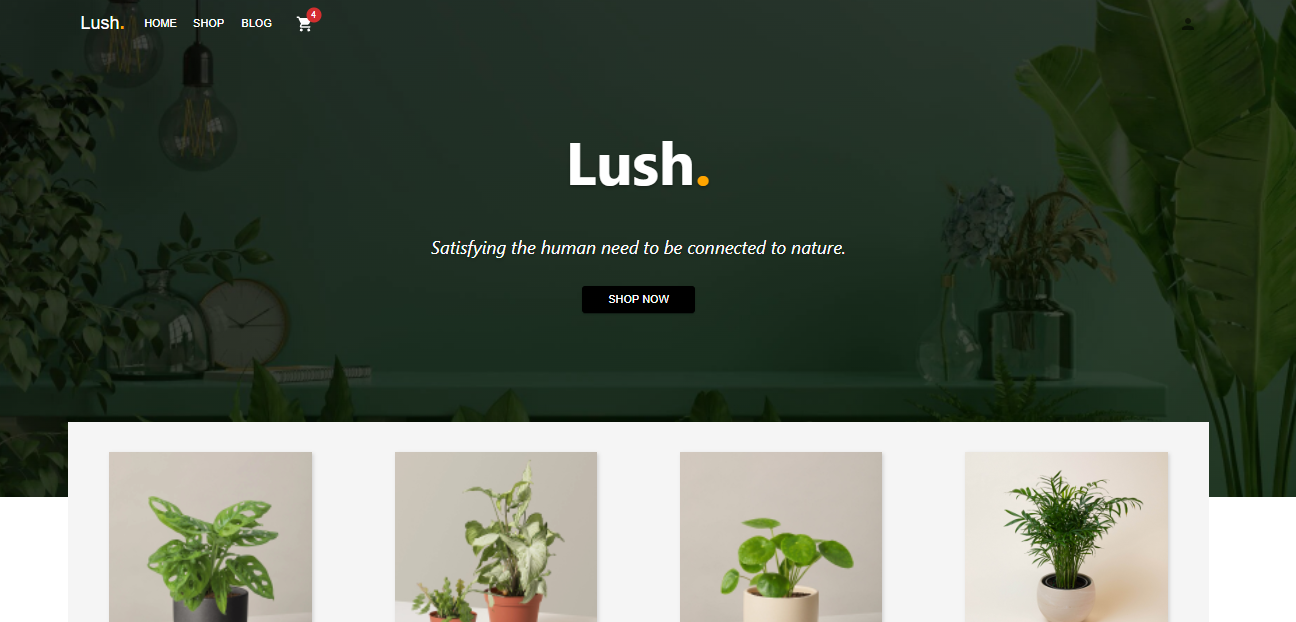 Lush. HOME SHOP BLOG 4
Lush.
Satisfying the human need to be connected to nature.
SHOP NOW